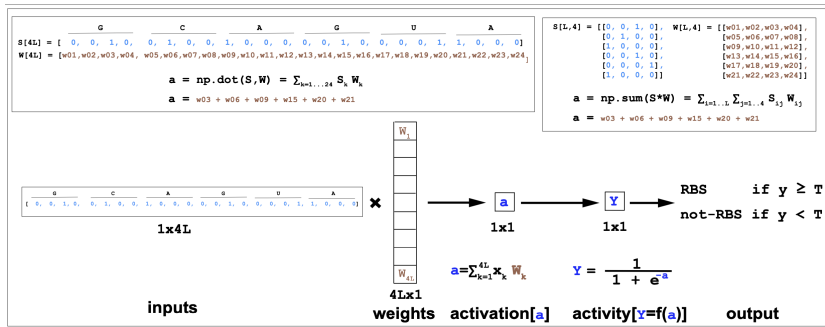 G C A G U A
S[4L] = [ 0, 0, 1, 0, 0, 1, 0, 0, 1, 0, 0, 0, 0, 0, 1, 0, 0, 0, 0, 1, 1, 0, 0, 0]
W[4L] = [w01,w02,w03,w04, w05,w06,w07,w08,w09,w10,w11,w12,w13,w14,w15,w16,w17,w18,w19,w20,w21,w22,w23,w24]
a = np.dot(S,W) = ∑k=1...24 Sk Wk
a = w03 + w06 + w09 + w15 + w20 + w21
S[L,4] = [[0, 0, 1, 0], W[L,4] = [[w01,w02,w03,w04],
[0, 1, 0, 0], [w05,w06,w07,w08],
[1, 0, 0, 0], [w09,w10,w11,w12],
[0, 0, 1, 0], [w13,w14,w15,w16],
[0, 0, 0, 1], [w17,w18,w19,w20],
[1, 0, 0, 0]] [w21,w22,w23,w24]]
a = np.sum(S*W) = ∑i=1..L ∑j=1..4 Sij Wij
a = w03 + w06 + w09 + w15 + w20 + w21
W1
G C A G U A
[ 0, 0, 1, 0, 0, 1, 0, 0, 1, 0, 0, 0, 0, 0, 1, 0, 0, 0, 0, 1, 1, 0, 0, 0]
×
a
Y
RBS if y ≥ T
not-RBS if y < T
1x4L
1x1
1x1
W4L
4Lx1
a=∑k=1^4L xk Wk
Y = 1 / (1 + e^-a)
inputs
weights
activation[a]
activity[Y=f(a)]
output